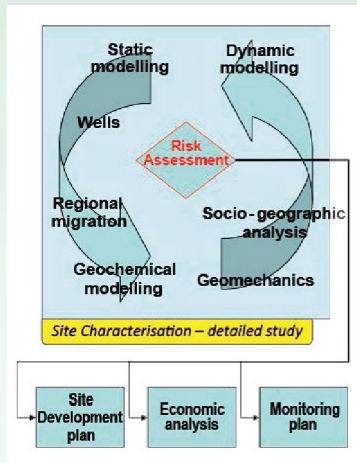 Static
modelling
Dynamic
modelling
Wells
Risk
Assessment
Regional
migration
Socio-geographic
analysis
Geochemical
modelling
Geomechanics
Site Characterisation – detailed study
Site
Development
plan
Economic
analysis
Monitoring
plan